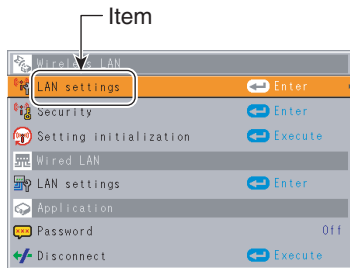 Item
Wireless LAN
LAN settings Enter
Security Enter
Setting initialization Execute
Wired LAN
LAN settings Enter
Application
Password Off
Disconnect Execute